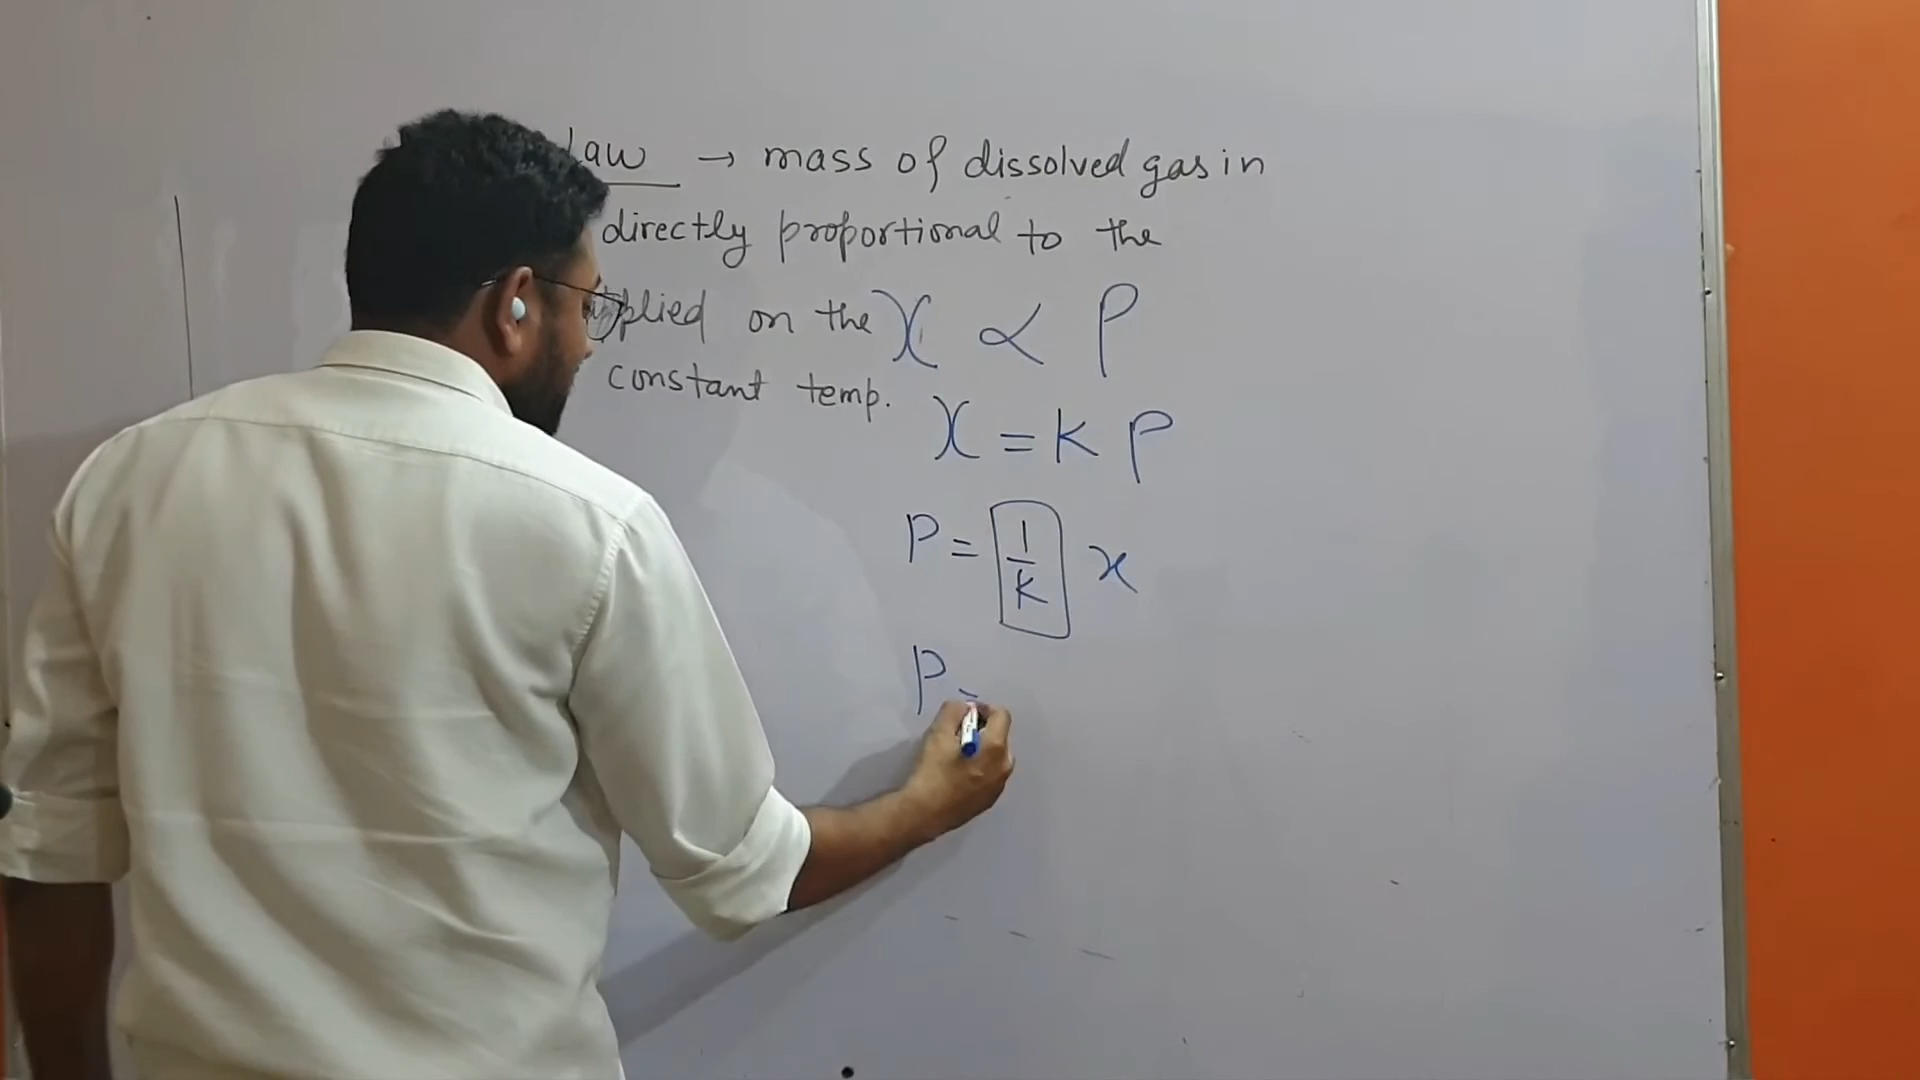 Law → mass of dissolved gas in
directly proportional to the
applied on the
constant temp.
x ∝ P
x = K P
P = 1/K x
P =